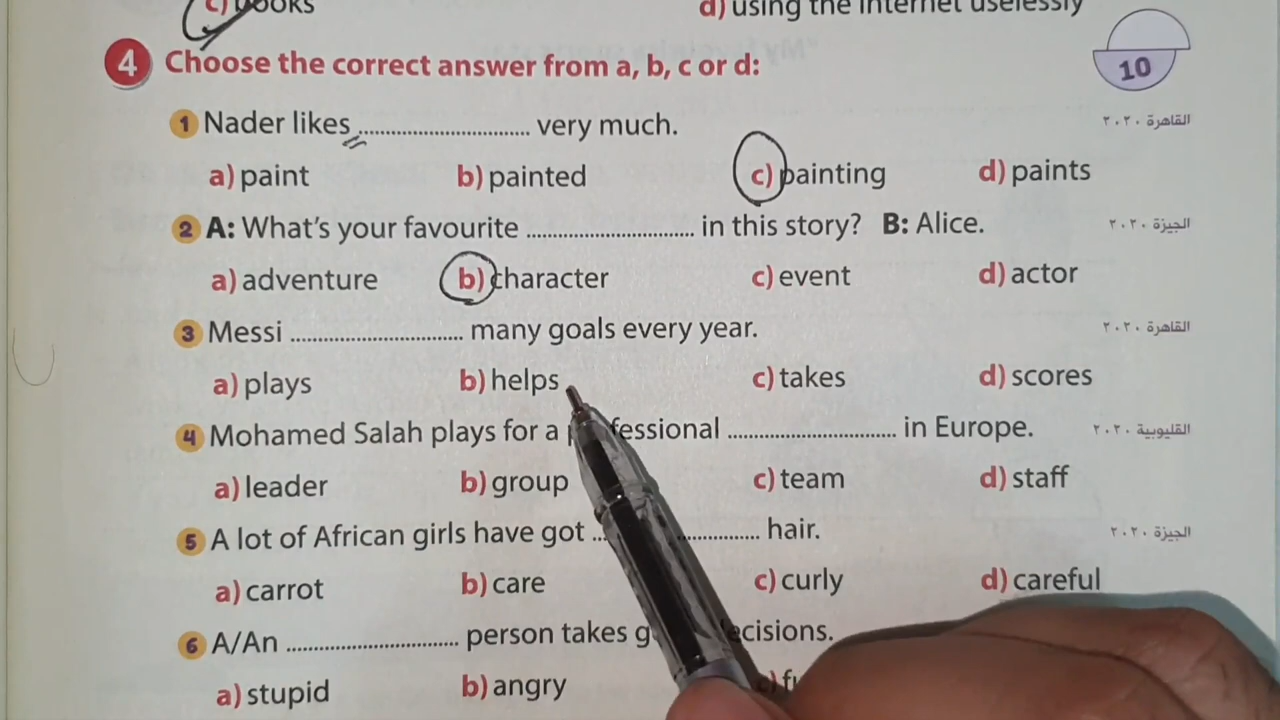 c) books d) using the internet uselessly
4 Choose the correct answer from a, b, c or d:
10
1 Nader likes .............................. very much. القاهرة ٢٠٢٠
a) paint b) painted c) painting d) paints
2 A: What's your favourite .............................. in this story? B: Alice. الجيزة ٢٠٢٠
a) adventure b) character c) event d) actor
3 Messi .............................. many goals every year. القاهرة ٢٠٢٠
a) plays b) helps c) takes d) scores
4 Mohamed Salah plays for a .............................. in Europe. القليوبية ٢٠٢٠
a) leader b) group c) team d) staff
5 A lot of African girls have got .............................. hair. الجيزة ٢٠٢٠
a) carrot b) care c) curly d) careful
6 A/An .............................. person takes
a) stupid b) angry